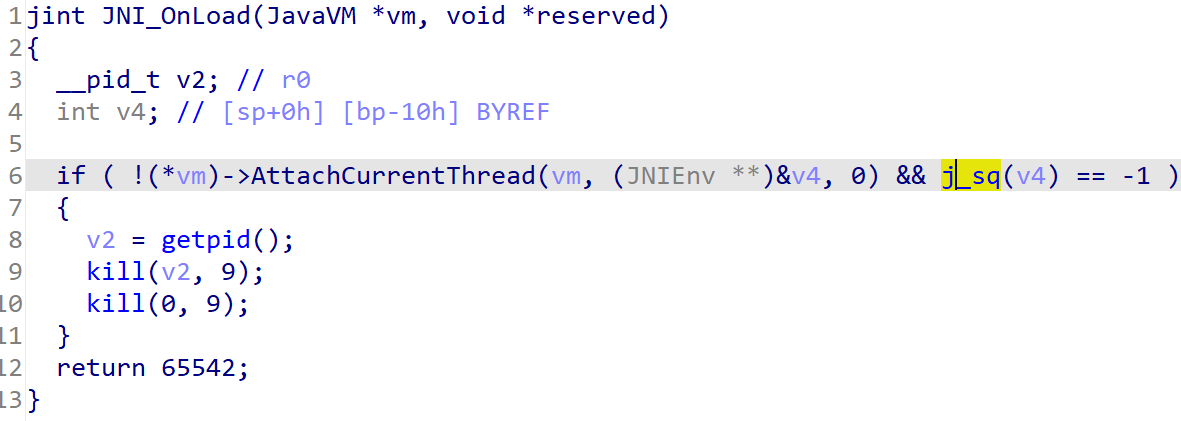 1 jint JNI_OnLoad(JavaVM *vm, void *reserved)
2 {
3   __pid_t v2; // r0
4   int v4; // [sp+0h] [bp-10h] BYREF
5
6   if ( !(*vm)->AttachCurrentThread(vm, (JNIEnv **)&v4, 0) && j_sq(v4) == -1 )
7   {
8     v2 = getpid();
9     kill(v2, 9);
10     kill(0, 9);
11   }
12   return 65542;
13 }